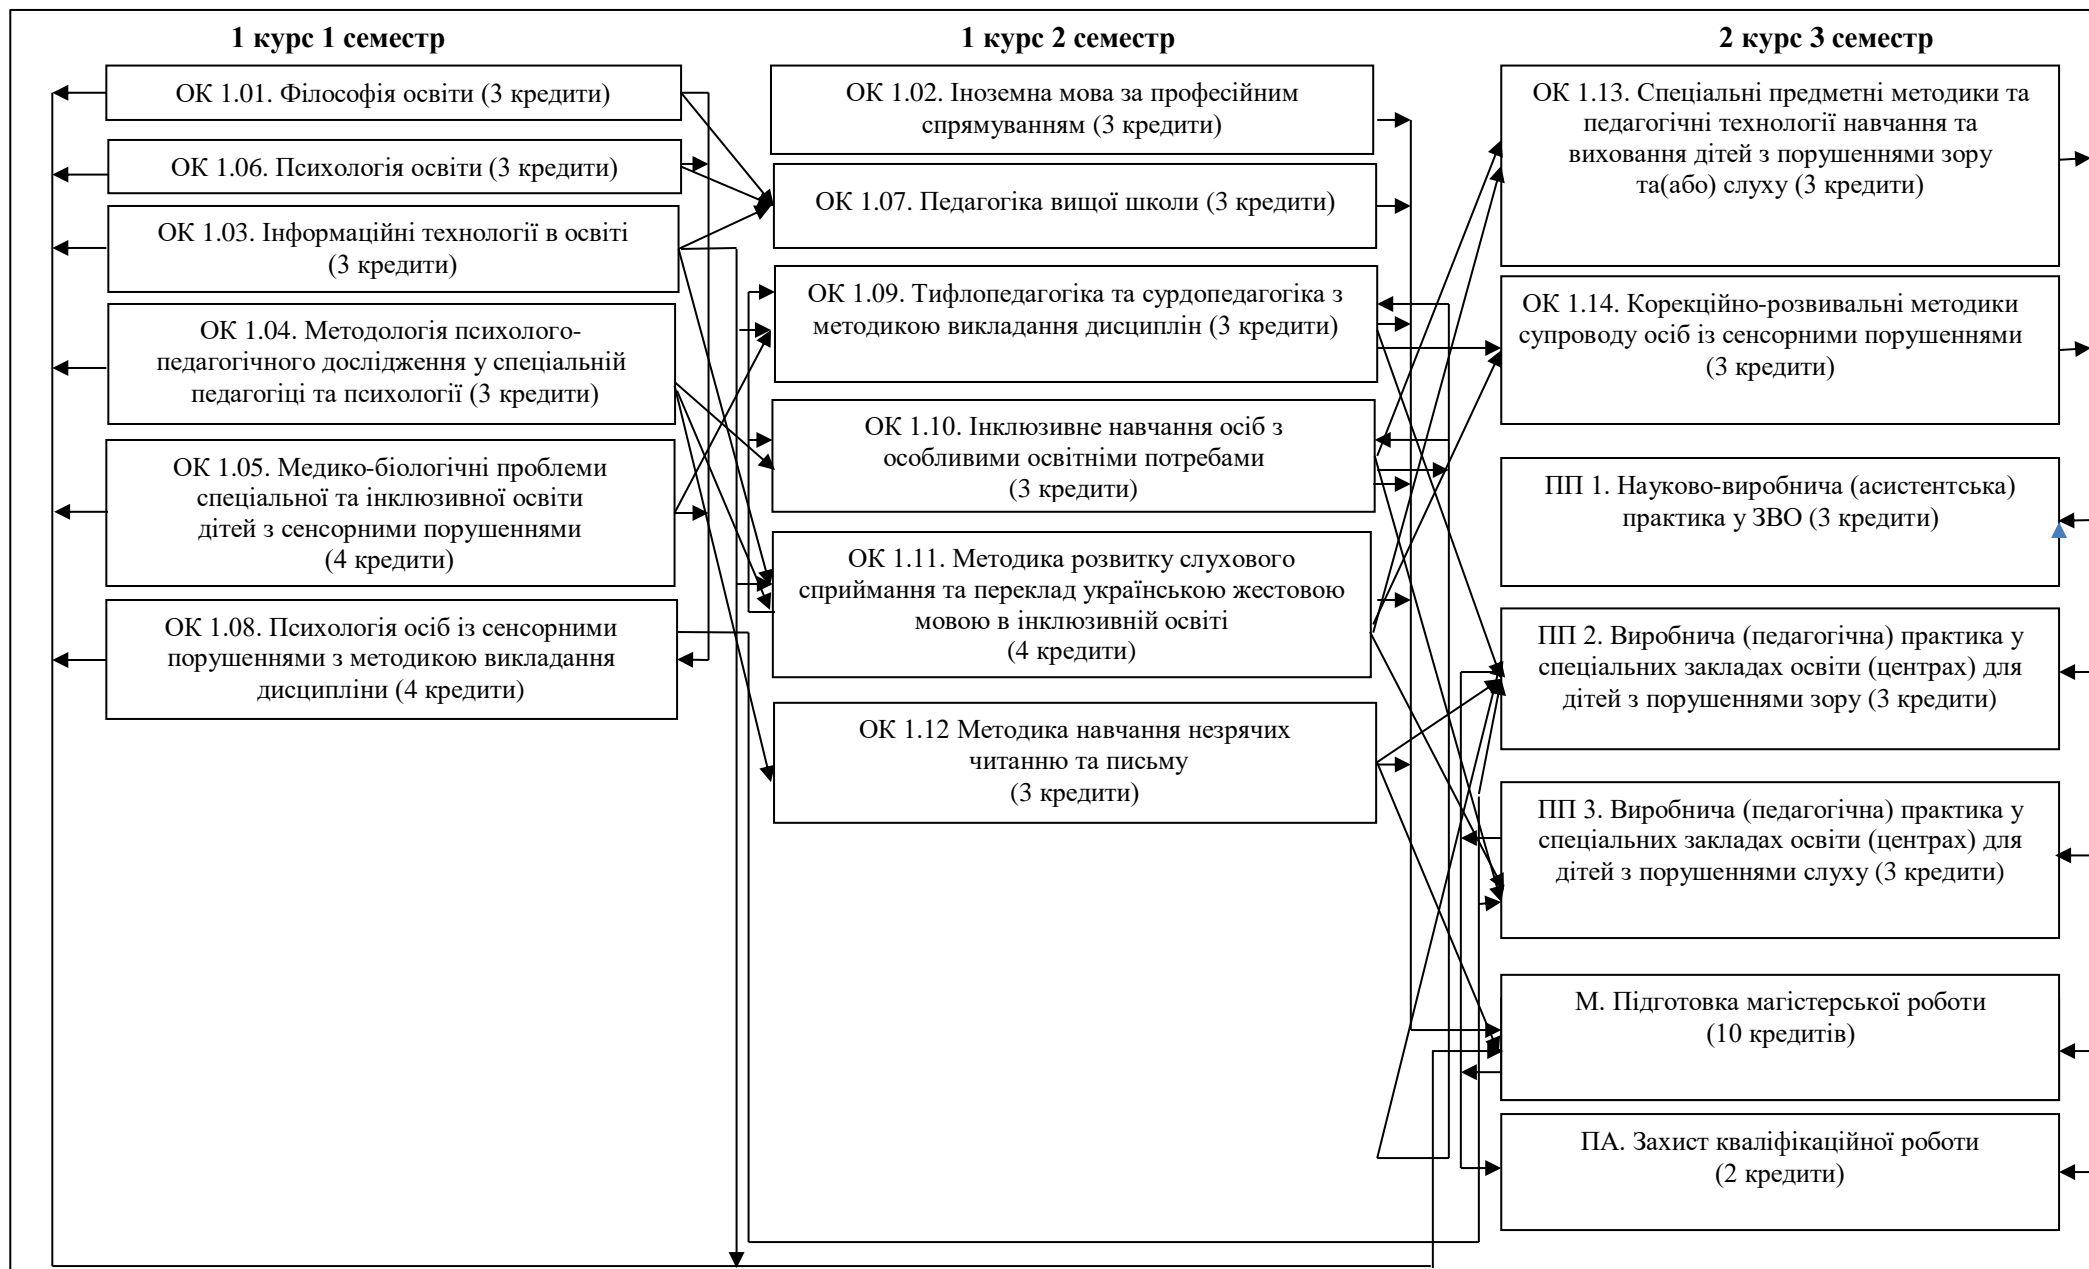 1 курс 1 семестр
ОК 1.01. Філософія освіти (3 кредити)
ОК 1.06. Психологія освіти (3 кредити)
ОК 1.03. Інформаційні технології в освіті
(3 кредити)
ОК 1.04. Методологія психолого-
педагогічного дослідження у спеціальній
педагогіці та психології (3 кредити)
ОК 1.05. Медико-біологічні проблеми
спеціальної та інклюзивної освіти
дітей з сенсорними порушеннями
(4 кредити)
ОК 1.08. Психологія осіб із сенсорними
порушеннями з методикою викладання
дисципліни (4 кредити)
1 курс 2 семестр
ОК 1.02. Іноземна мова за професійним
спрямуванням (3 кредити)
ОК 1.07. Педагогіка вищої школи (3 кредити)
ОК 1.09. Тифлопедагогіка та сурдопедагогіка з
методикою викладання дисциплін (3 кредити)
ОК 1.10. Інклюзивне навчання осіб з
особливими освітніми потребами
(3 кредити)
ОК 1.11. Методика розвитку слухового
сприймання та переклад українською жестовою
мовою в інклюзивній освіті
(4 кредити)
ОК 1.12 Методика навчання незрячих
читанню та письму
(3 кредити)
2 курс 3 семестр
ОК 1.13. Спеціальні предметні методики та
педагогічні технології навчання та
виховання дітей з порушеннями зору
та(або) слуху (3 кредити)
ОК 1.14. Корекційно-розвивальні методики
супроводу осіб із сенсорними порушеннями
(3 кредити)
ПП 1. Науково-виробнича (асистентська)
практика у ЗВО (3 кредити)
ПП 2. Виробнича (педагогічна) практика у
спеціальних закладах освіти (центрах) для
дітей з порушеннями зору (3 кредити)
ПП 3. Виробнича (педагогічна) практика у
спеціальних закладах освіти (центрах) для
дітей з порушеннями слуху (3 кредити)
М. Підготовка магістерської роботи
(10 кредитів)
ПА. Захист кваліфікаційної роботи
(2 кредити)